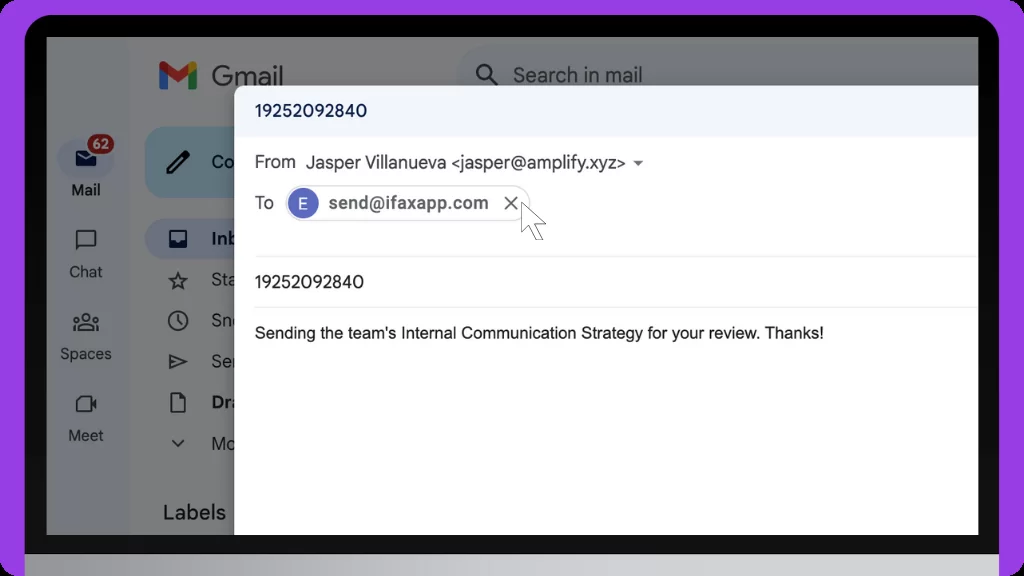 Gmail
Search in mail
19252092840
62
Mail
From Jasper Villanueva <jasper@amplify.xyz>
To E send@ifaxapp.com
Inb
Chat
Sta
19252092840
Sno
Sending the team's Internal Communication Strategy for your review. Thanks!
Spaces
Ser
Dra
Meet
Mo
Labels